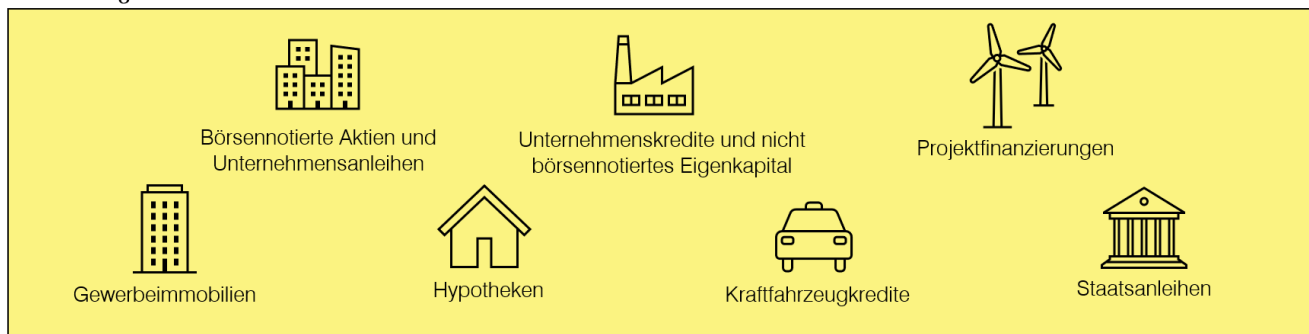 Börsennotierte Aktien und
Unternehmensanleihen
Unternehmenskredite und nicht
börsennotiertes Eigenkapital
Projektfinanzierungen
Gewerbeimmobilien
Hypotheken
Kraftfahrzeugkredite
Staatsanleihen